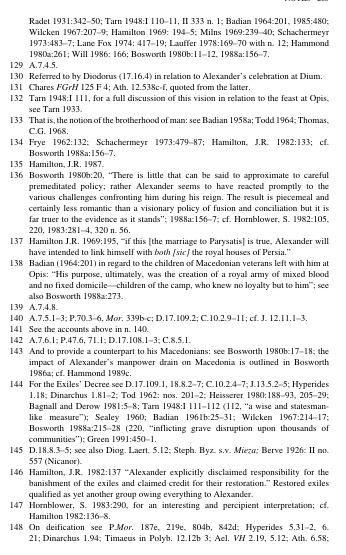 Radet 1931:342-50; Tarn 1948:I 110–11, II 333 n. 1; Badian 1964:201, 1985:480;
Wilcken 1967:207–9; Hamilton 1969: 194–5; Milns 1969:239–40; Schachermeyr
1973:483–7; Lane Fox 1974: 417–19; Lauffer 1978:169–70 with n. 12; Hammond
1980a:261; Will 1986: 166; Bosworth 1980b:11–12, 1988a:156–7.
129 A.7.4.5.
130 Referred to by Diodorus (17.16.4) in relation to Alexander's celebration at Dium.
131 Chares FGrH 125 F 4; Ath. 12.538c-f, quoted from the latter.
132 Tarn 1948:I 111, for a full discussion of this vision in relation to the feast at Opis,
see Tarn 1933.
133 That is, the notion of the brotherhood of man: see Badian 1958a; Todd 1964; Thomas,
C.G. 1968.
134 Frye 1962:132; Schachermeyr 1973:479–87; Hamilton, J.R. 1982:133; cf.
Bosworth 1988a:156–7.
135 Hamilton, J.R. 1987.
136 Bosworth 1980b:20, “There is little that can be said to approximate to careful
premeditated policy; rather Alexander seems to have reacted promptly to the
various challenges confronting him during his reign. The result is piecemeal and
certainly less romantic than a visionary policy of fusion and conciliation but it is
far truer to the evidence as it stands”; 1988a:156–7; cf. Hornblower, S. 1982:105,
220, 1983:281–4, 320 n. 56.
137 Hamilton J.R. 1969:195, “if this [the marriage to Parysatis] is true, Alexander will
have intended to link himself with both [sic] the royal houses of Persia.”
138 Badian (1964:201) in regard to the children of Macedonian veterans left with him at
Opis: “His purpose, ultimately, was the creation of a royal army of mixed blood
and no fixed domicile—children of the camp, who knew no loyalty but to him”; see
also Bosworth 1988a:273.
139 A.7.4.8.
140 A.7.5.1–3; P.70.3–6, Mor. 339b-c; D.17.109.2; C.10.2.9–11; cf. J. 12.11.1–3.
141 See the accounts above in n. 140.
142 A.7.6.1; P.47.6, 71.1; D.17.108.1–3; C.8.5.1.
143 And to provide a counterpart to his Macedonians: see Bosworth 1980b:17–18; the
impact of Alexander's manpower drain on Macedonia is outlined in Bosworth
1986a; cf. Hammond 1989c.
144 For the Exiles' Decree see D.17.109.1, 18.8.2–7; C.10.2.4–7; J.13.5.2–5; Hyperides
1.18; Dinarchus 1.81–2; Tod 1962: nos. 201–2; Heisserer 1980:188–93, 205–29;
Bagnall and Derow 1981:5–8; Tarn 1948:I 111–112 (112, “a wise and statesman-
like measure”); Sealey 1960; Badian 1961b:25–31; Wilcken 1967:214–17;
Bosworth 1988a:215–28 (220, “inflicting grave disruption upon thousands of
communities”); Green 1991:450–1.
145 D.18.8.3–5; see also Diog. Laert. 5.12; Steph. Byz. s.v. Mieza; Berve 1926: II no.
557 (Nicanor).
146 Hamilton, J.R. 1982:137 “Alexander explicitly disclaimed responsibility for the
banishment of the exiles and claimed credit for their restoration.” Restored exiles
qualified as yet another group owing everything to Alexander.
147 Hornblower, S. 1983:290, for an interesting and percipient interpretation; cf.
Hamilton 1982:136–8.
148 On deification see P.Mor. 187e, 219e, 804b, 842d; Hyperides 5.31–2, 6.
21; Dinarchus 1.94; Timaeus in Polyb. 12.12b 3; Ael. VH 2.19, 5.12; Ath. 6.58;